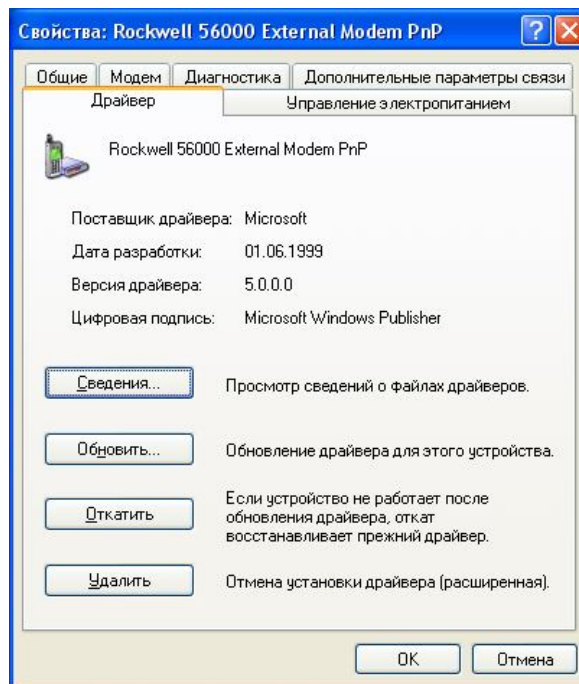 Свойства: Rockwell 56000 External Modem PnP
Общие Модем Диагностика Дополнительные параметры связи
Драйвер Управление электропитанием
Rockwell 56000 External Modem PnP
Поставщик драйвера: Microsoft
Дата разработки: 01.06.1999
Версия драйвера: 5.0.0.0
Цифровая подпись: Microsoft Windows Publisher
Сведения... Просмотр сведений о файлах драйверов.
Обновить... Обновление драйвера для этого устройства.
Откатить Если устройство не работает после
обновления драйвера, откат
восстанавливает прежний драйвер.
Удалить Отмена установки драйвера (расширенная).
OK Отмена